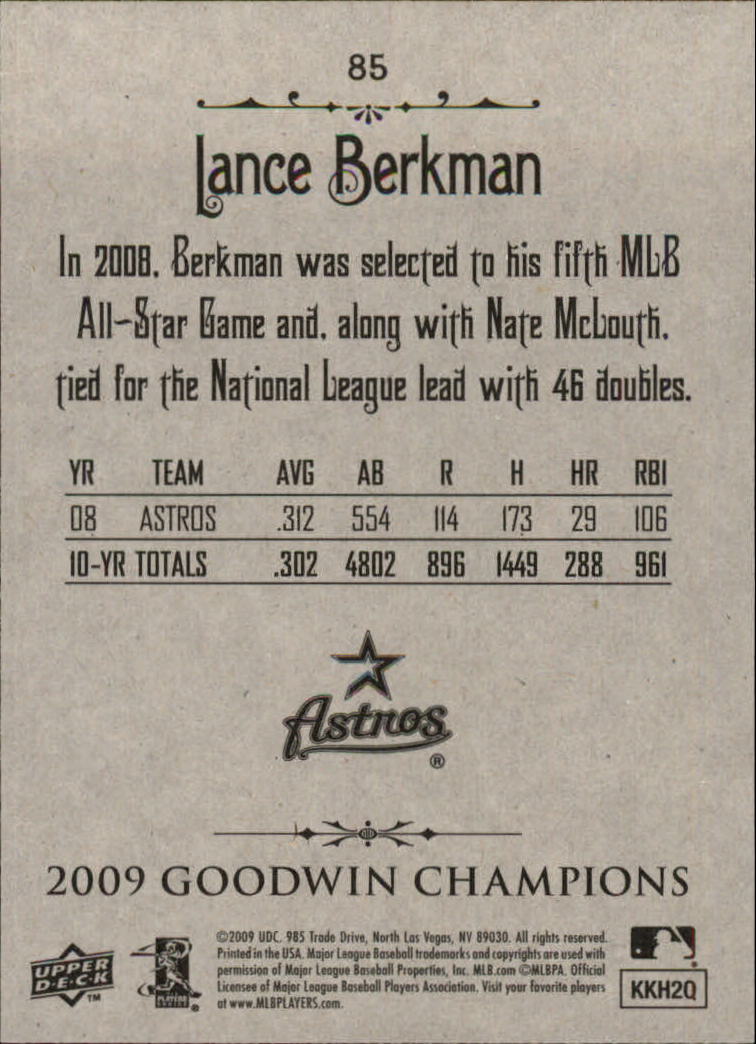 85
Lance Berkman
In 2008, Berkman was selected to his fifth MLB
All-Star Game and, along with Nate McLouth,
tied for the National League lead with 46 doubles.
YR TEAM AVG AB R H HR RBI
08 ASTROS .312 554 114 173 29 106
10-YR TOTALS .302 4802 896 1449 288 961
Astros
®
2009 GOODWIN CHAMPIONS
©2009 UDC. 985 Trade Drive, North Las Vegas, NV 89030. All rights reserved.
Printed in the USA. Major League Baseball trademarks and copyrights are used with
permission of Major League Baseball Properties, Inc. MLB.com ©MLBPA. Official
Licensee of Major League Baseball Players Association. Visit your favorite players
at www.MLBPLAYERS.com.
UPPER
D·E·C·K
TM
®
KKH2Q